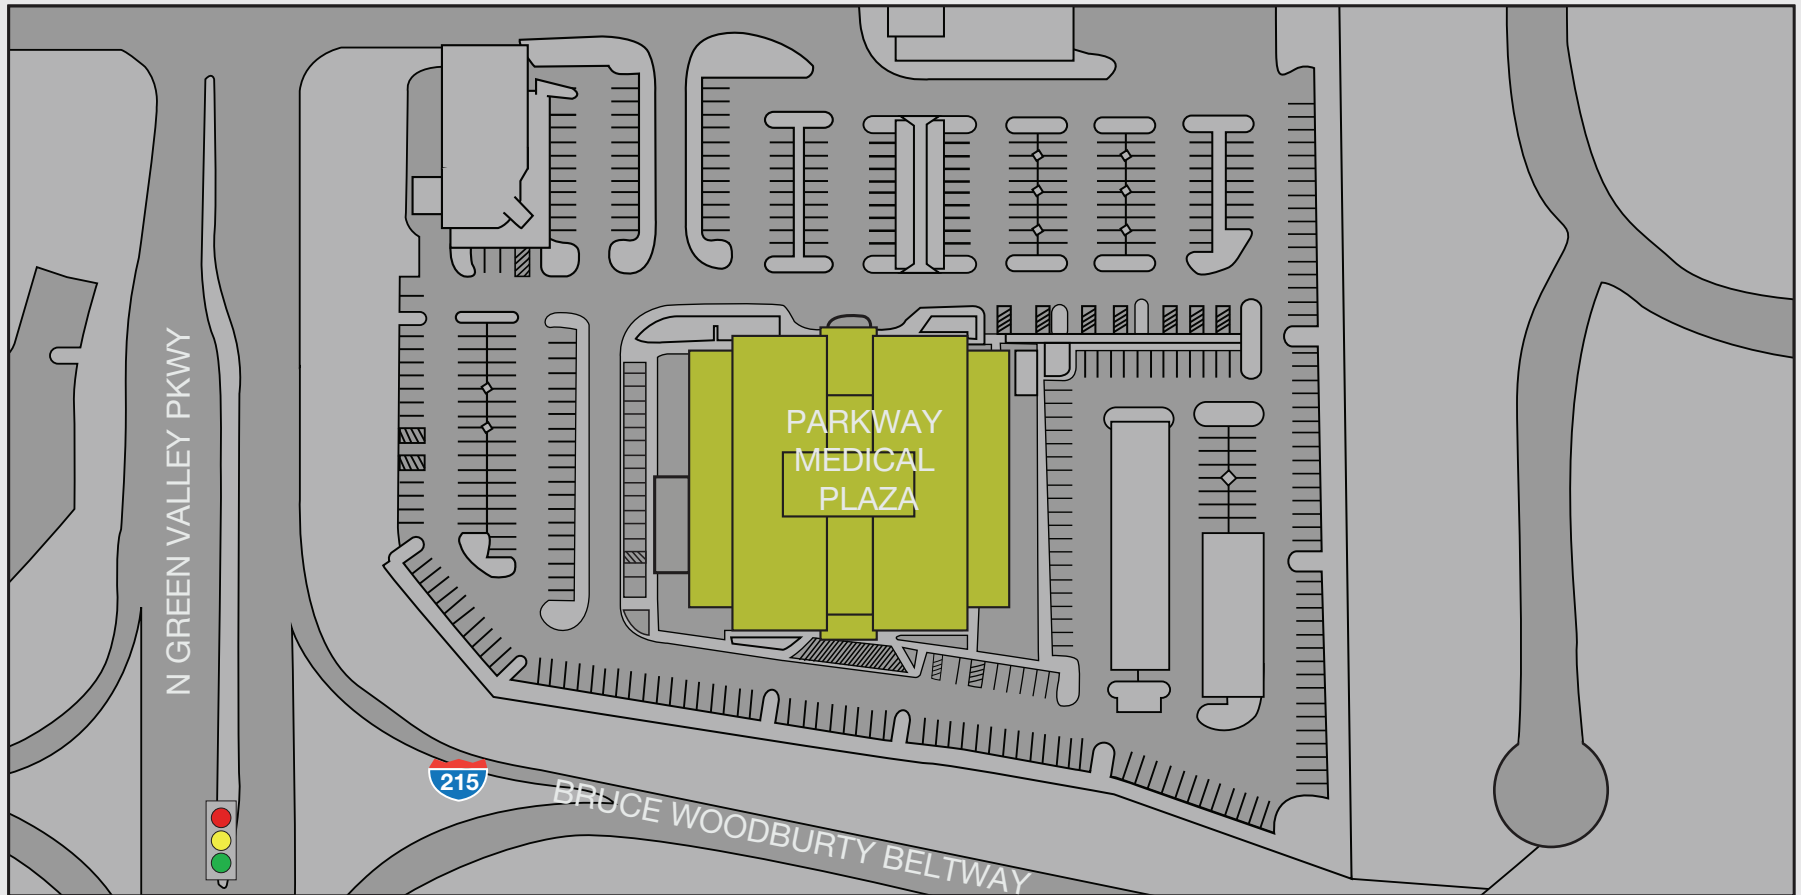 PARKWAY
MEDICAL
PLAZA
N GREEN VALLEY PKWY
215
BRUCE WOODBURTY BELTWAY